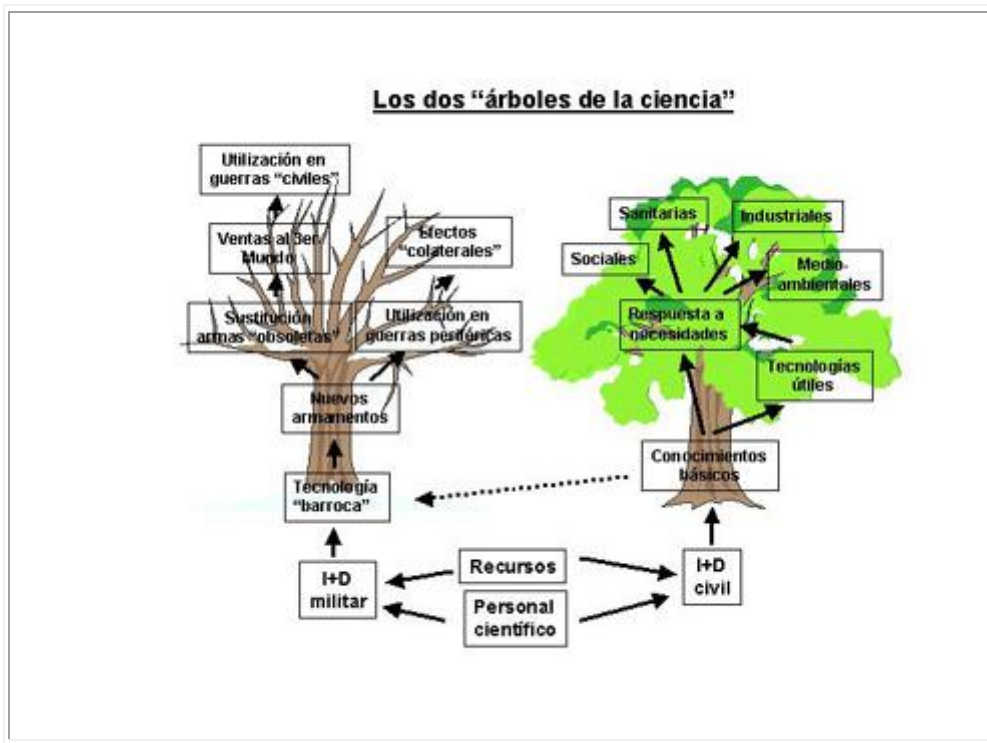 Los dos “árboles de la ciencia”
Utilización en
guerras “civiles”
Ventas al 3er
Mundo
Efectos
“colaterales”
Sustitución
armas “obsoletas”
Utilización en
guerras periféricas
Nuevos
armamentos
Tecnología
“barroca”
I+D
militar
Recursos
Personal
científico
Sanitarias
Industriales
Sociales
Medio-
ambientales
Respuesta a
necesidades
Tecnologías
útiles
Conocimientos
básicos
I+D
civil